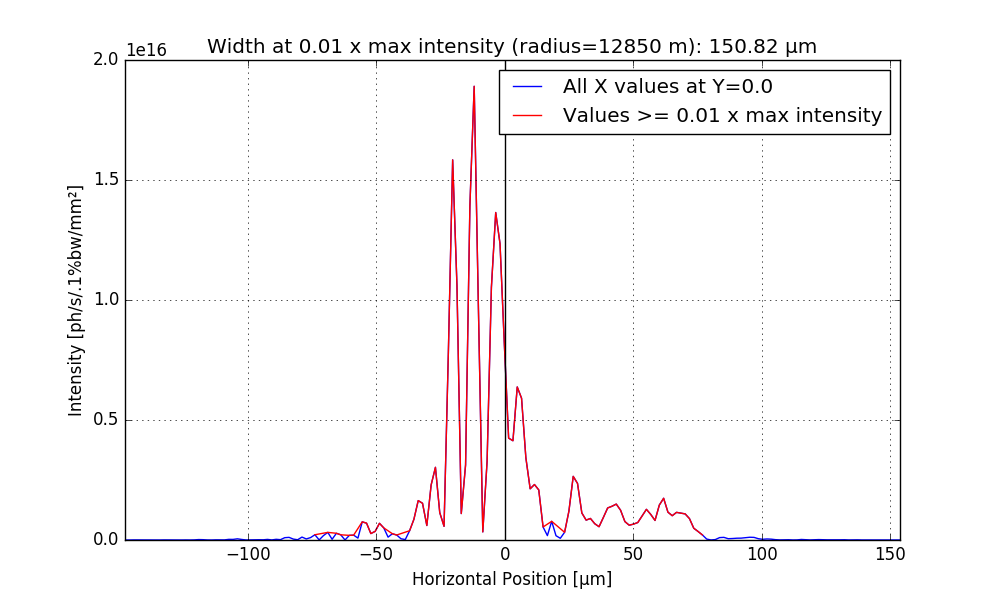 Width at 0.01 x max intensity (radius=12850 m): 150.82 µm
1e16
2.0
1.5
1.0
0.5
0.0
Intensity [ph/s/.1%bw/mm²]
All X values at Y=0.0
Values >= 0.01 x max intensity
−100 −50 0 50 100 150
Horizontal Position [µm]